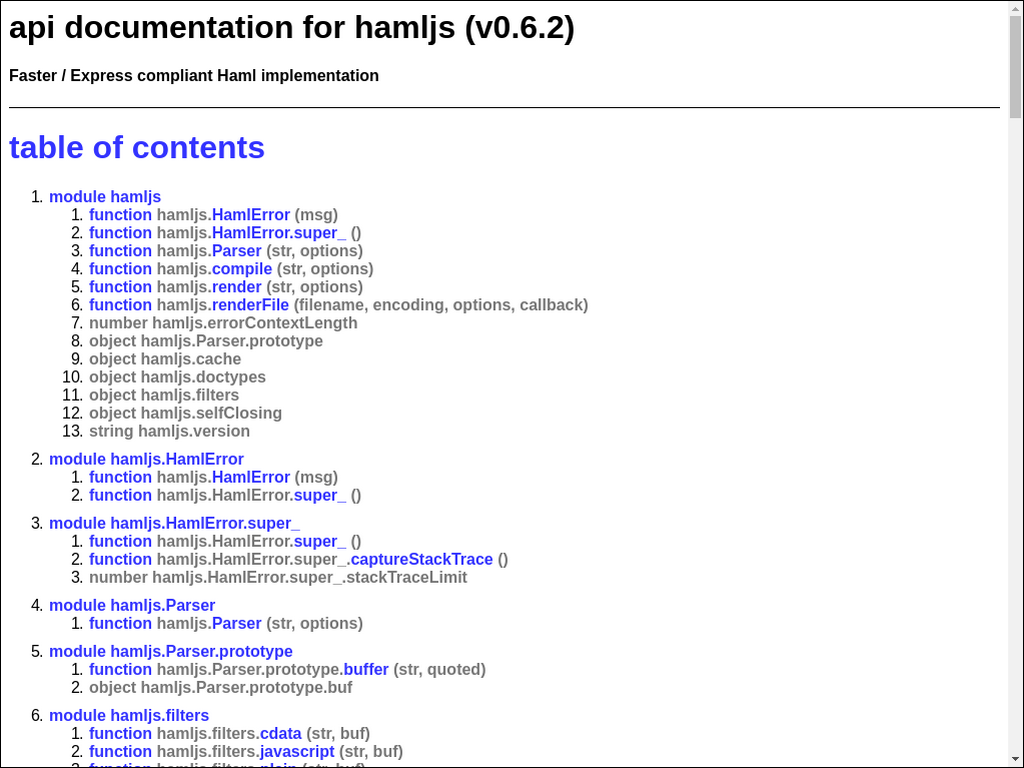 api documentation for hamljs (v0.6.2)
Faster / Express compliant Haml implementation
table of contents
1. module hamljs
1. function hamljs.HamlError (msg)
2. function hamljs.HamlError.super_ ()
3. function hamljs.Parser (str, options)
4. function hamljs.compile (str, options)
5. function hamljs.render (str, options)
6. function hamljs.renderFile (filename, encoding, options, callback)
7. number hamljs.errorContextLength
8. object hamljs.Parser.prototype
9. object hamljs.cache
10. object hamljs.doctypes
11. object hamljs.filters
12. object hamljs.selfClosing
13. string hamljs.version
2. module hamljs.HamlError
1. function hamljs.HamlError (msg)
2. function hamljs.HamlError.super_ ()
3. module hamljs.HamlError.super_
1. function hamljs.HamlError.super_ ()
2. function hamljs.HamlError.super_.captureStackTrace ()
3. number hamljs.HamlError.super_.stackTraceLimit
4. module hamljs.Parser
1. function hamljs.Parser (str, options)
5. module hamljs.Parser.prototype
1. function hamljs.Parser.prototype.buffer (str, quoted)
2. object hamljs.Parser.prototype.buf
6. module hamljs.filters
1. function hamljs.filters.cdata (str, buf)
2. function hamljs.filters.javascript (str, buf)
3. function hamljs.filters.plain (str, buf)